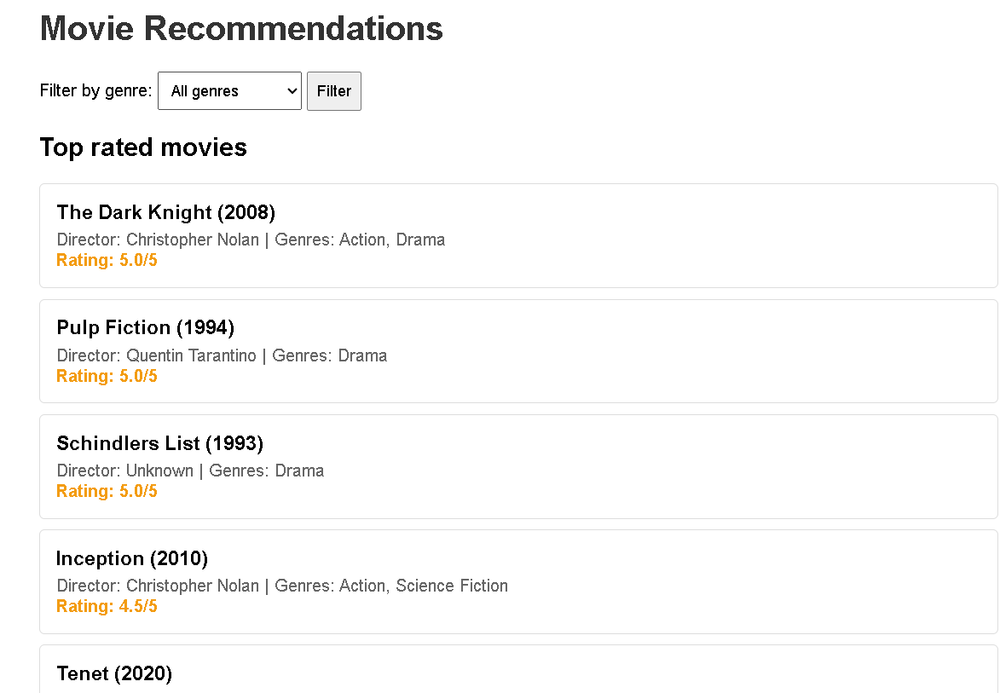 Movie Recommendations
Filter by genre: All genres Filter
Top rated movies
The Dark Knight (2008)
Director: Christopher Nolan | Genres: Action, Drama
Rating: 5.0/5
Pulp Fiction (1994)
Director: Quentin Tarantino | Genres: Drama
Rating: 5.0/5
Schindlers List (1993)
Director: Unknown | Genres: Drama
Rating: 5.0/5
Inception (2010)
Director: Christopher Nolan | Genres: Action, Science Fiction
Rating: 4.5/5
Tenet (2020)